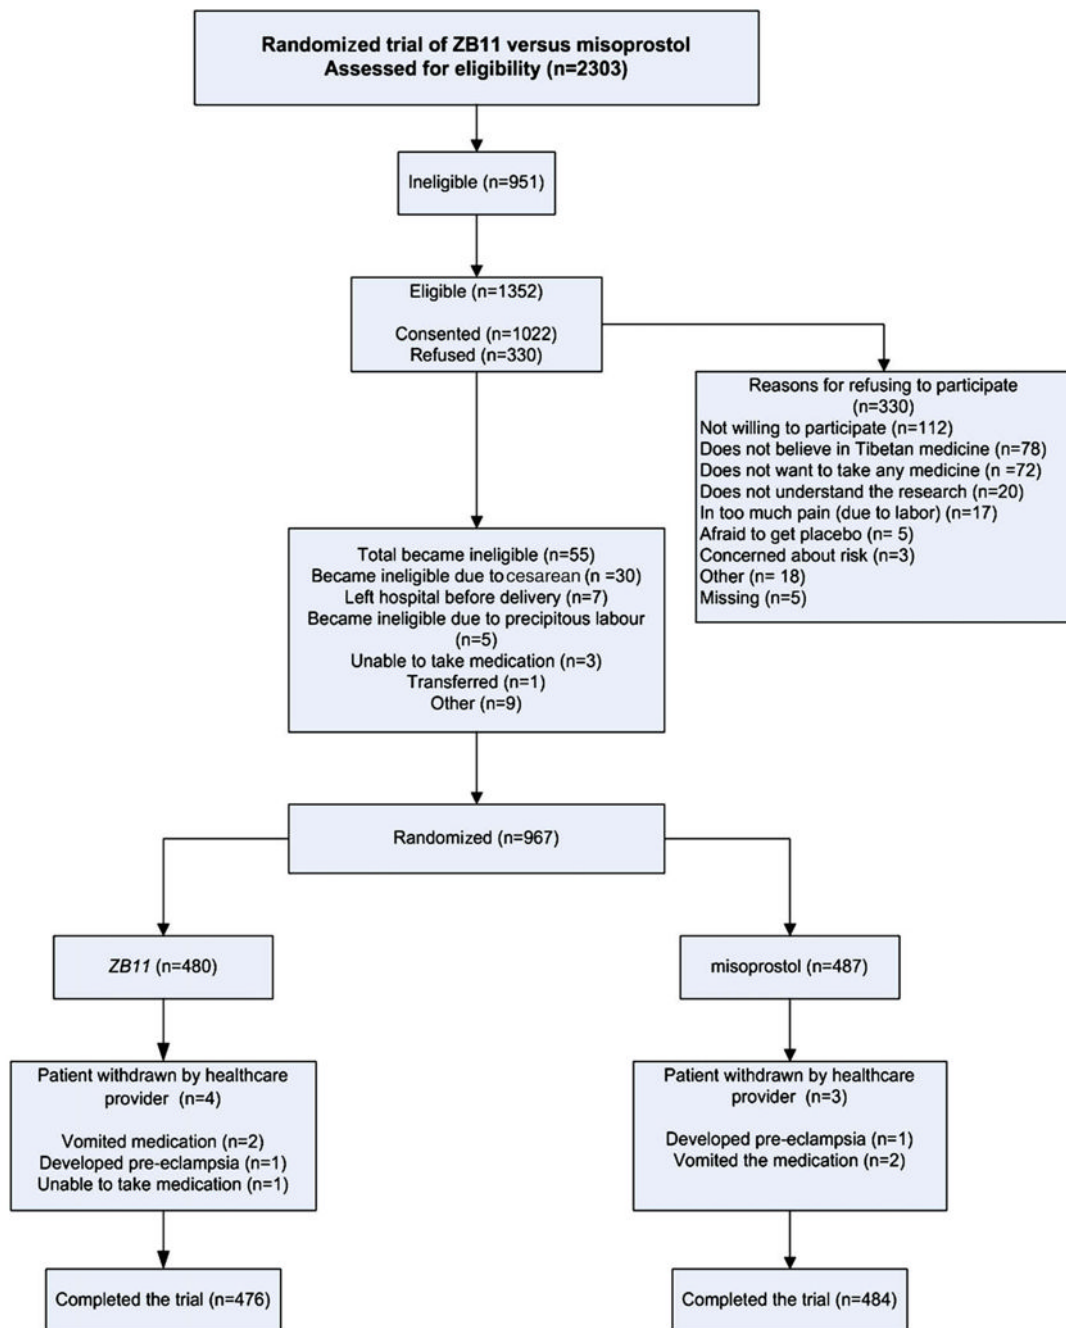 Randomized trial of ZB11 versus misoprostol
Assessed for eligibility (n=2303)
Ineligible (n=951)
Eligible (n=1352)
Consented (n=1022)
Refused (n=330)
Reasons for refusing to participate
(n=330)
Not willing to participate (n=112)
Does not believe in Tibetan medicine (n=78)
Does not want to take any medicine (n =72)
Does not understand the research (n=20)
In too much pain (due to labor) (n=17)
Afraid to get placebo (n= 5)
Concerned about risk (n=3)
Other (n= 18)
Missing (n=5)
Total became ineligible (n=55)
Became ineligible due to cesarean (n =30)
Left hospital before delivery (n=7)
Became ineligible due to precipitous labour
(n=5)
Unable to take medication (n=3)
Transferred (n=1)
Other (n=9)
Randomized (n=967)
ZB11 (n=480)
misoprostol (n=487)
Patient withdrawn by healthcare
provider (n=4)
Vomited medication (n=2)
Developed pre-eclampsia (n=1)
Unable to take medication (n=1)
Patient withdrawn by healthcare
provider (n=3)
Developed pre-eclampsia (n=1)
Vomited the medication (n=2)
Completed the trial (n=476)
Completed the trial (n=484)